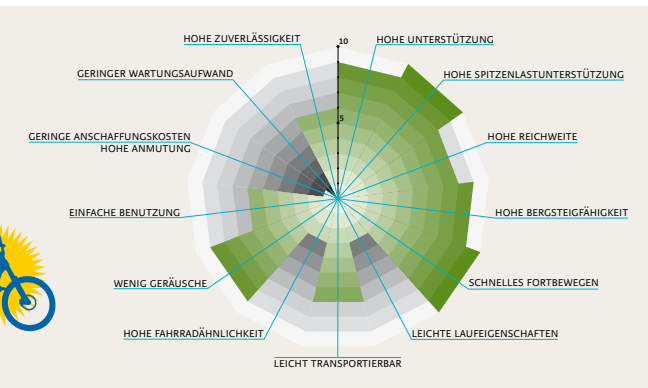 HOHE ZUVERLÄSSIGKEIT
10
HOHE UNTERSTÜTZUNG
GERINGER WARTUNGSAUFWAND
HOHE SPITZENLASTUNTERSTÜTZUNG
5
GERINGE ANSCHAFFUNGSKOSTEN
HOHE ANMUTUNG
HOHE REICHWEITE
EINFACHE BENUTZUNG
HOHE BERGSTEIGFÄHIGKEIT
WENIG GERÄUSCHE
SCHNELLES FORTBEWEGEN
HOHE FAHRRADÄHNLICHKEIT
LEICHTE LAUFEIGENSCHAFTEN
LEICHT TRANSPORTIERBAR